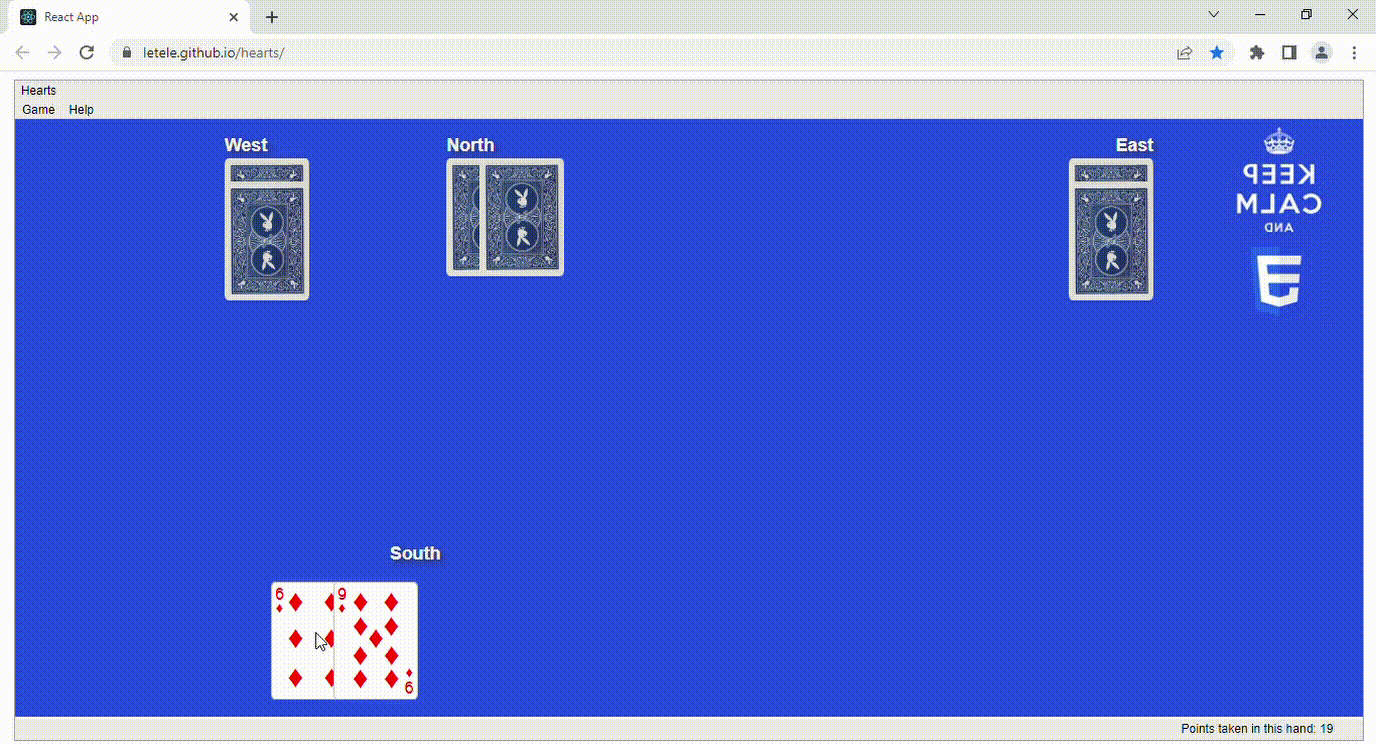 React App
letele.github.io/hearts/
Hearts
Game Help
West North East
KEEP
CALM
AND
South
6 9
9
Points taken in this hand: 19